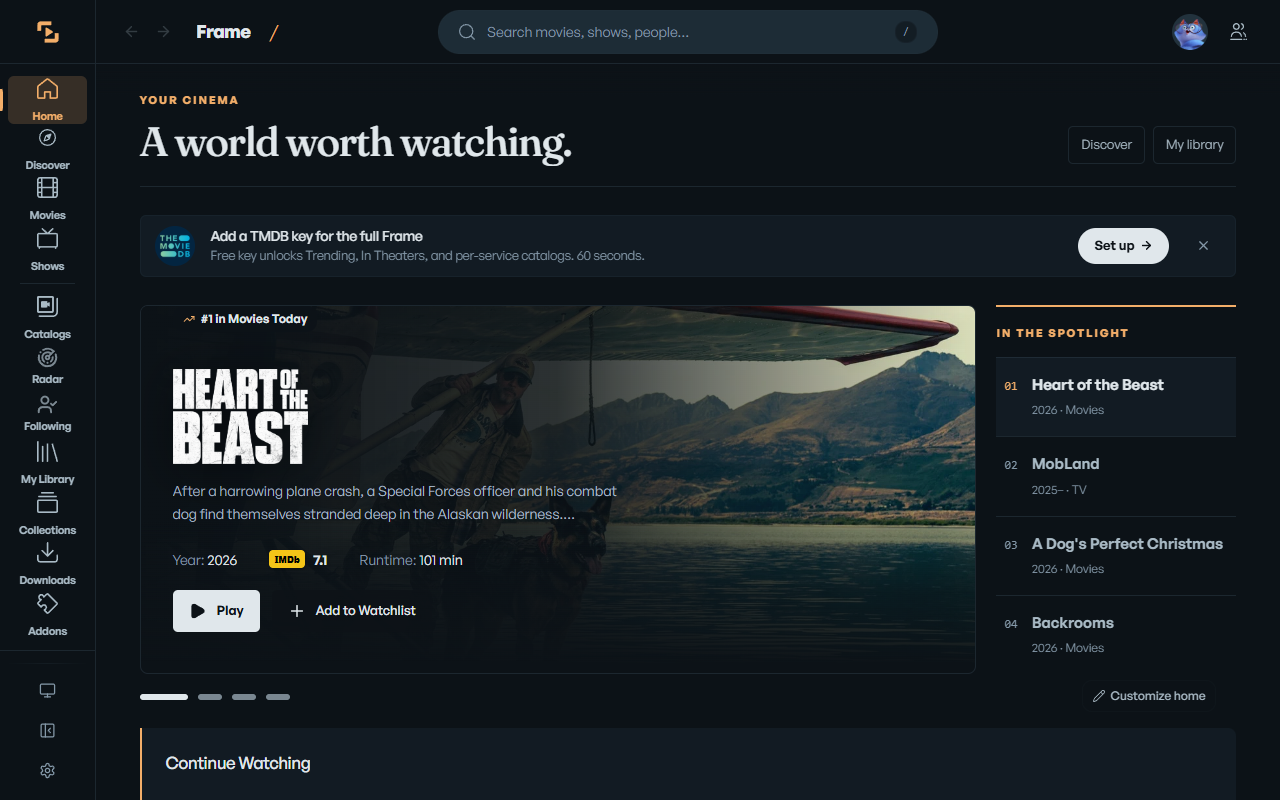 Frame /
Search movies, shows, people...
/
Home
Discover
Movies
Shows
Catalogs
Radar
Following
My Library
Collections
Downloads
Addons
YOUR CINEMA
A world worth watching.
Discover
My library
THE MOVIE DB
Add a TMDB key for the full Frame
Free key unlocks Trending, In Theaters, and per-service catalogs. 60 seconds.
Set up →
#1 in Movies Today
HEART OF THE BEAST
After a harrowing plane crash, a Special Forces officer and his combat
dog find themselves stranded deep in the Alaskan wilderness....
Year: 2026 IMDb 7.1 Runtime: 101 min
Play
Add to Watchlist
IN THE SPOTLIGHT
01 Heart of the Beast
2026 · Movies
02 MobLand
2025– · TV
03 A Dog's Perfect Christmas
2026 · Movies
04 Backrooms
2026 · Movies
Customize home
Continue Watching